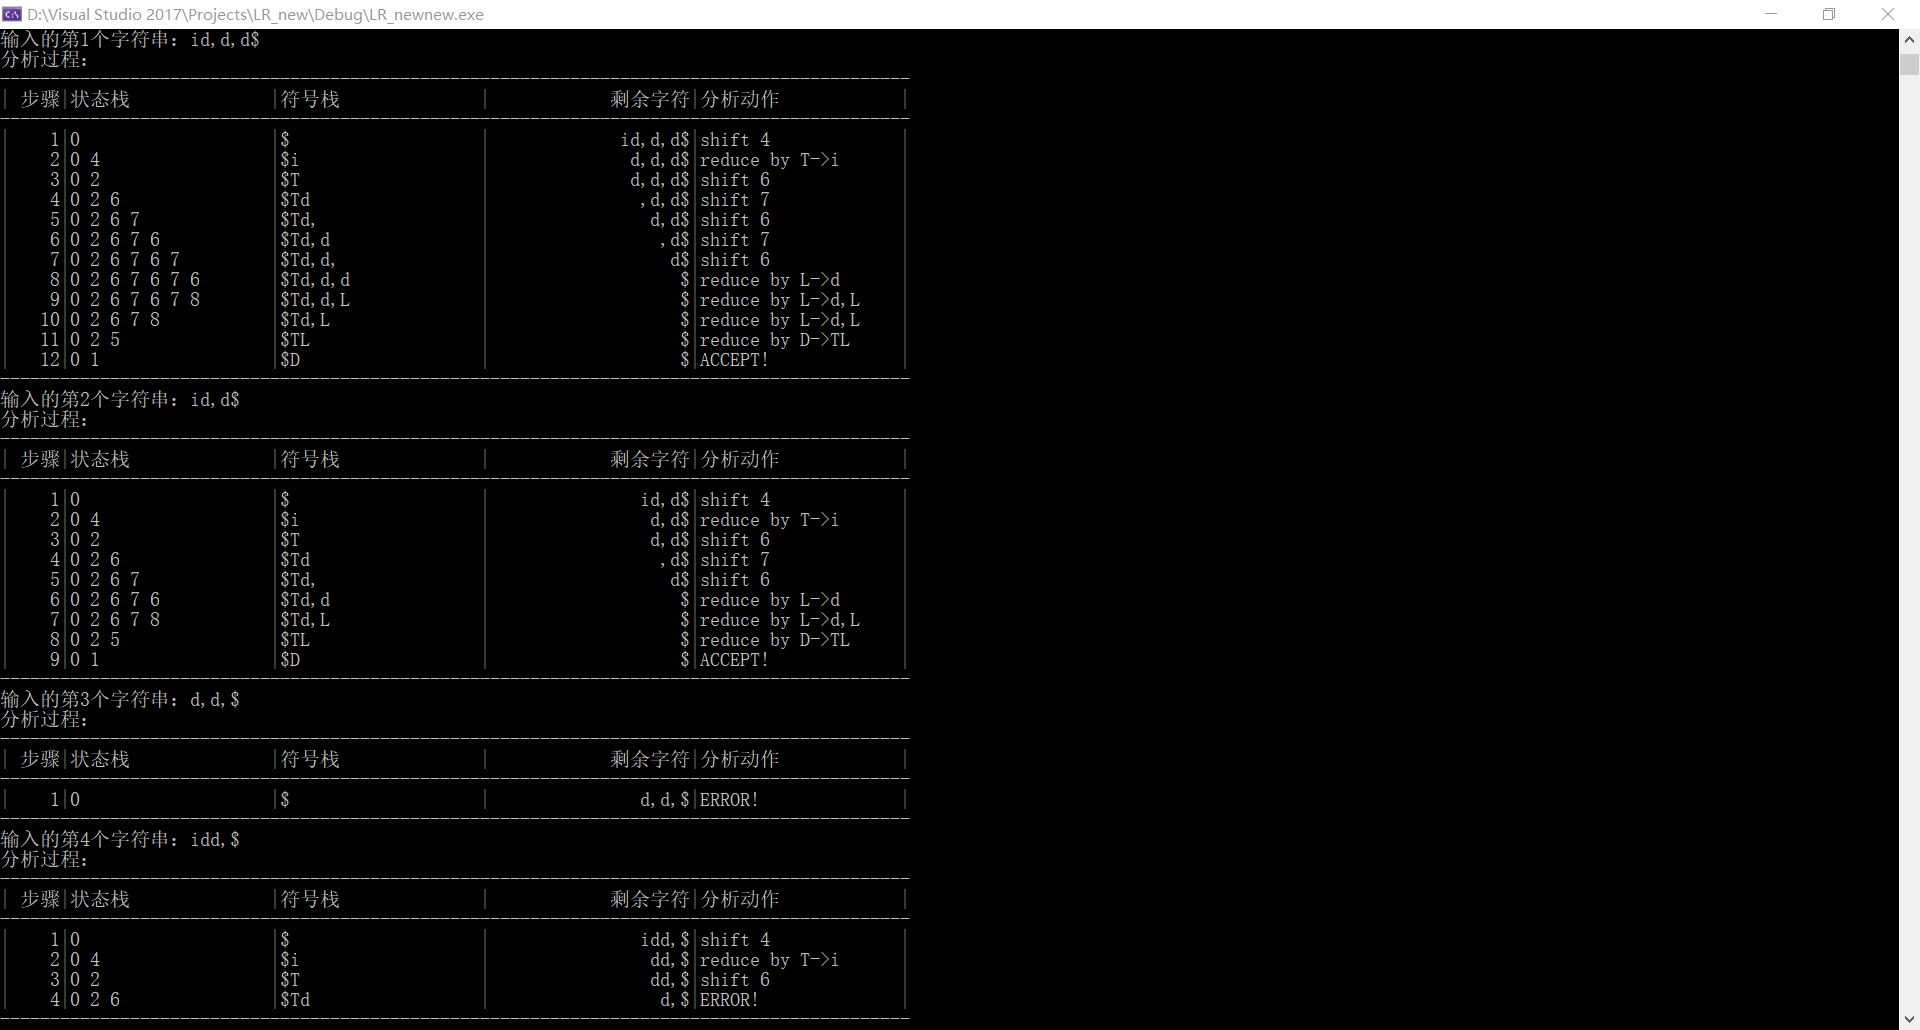 D:\Visual Studio 2017\Projects\LR_new\Debug\LR_newnew.exe
输入的第1个字符串：id,d,d$
分析过程：
步骤|状态栈|符号栈|剩余字符|分析动作
1|0|$|id,d,d$|shift 4
2|0 4|$i|d,d,d$|reduce by T->i
3|0 2|$T|d,d,d$|shift 6
4|0 2 6|$Td|,d,d$|shift 7
5|0 2 6 7|$Td,|d,d$|shift 6
6|0 2 6 7 6|$Td,d|,d$|shift 7
7|0 2 6 7 6 7|$Td,d,|d$|shift 6
8|0 2 6 7 6 7 6|$Td,d,d|$|reduce by L->d
9|0 2 6 7 6 7 8|$Td,d,L|$|reduce by L->d,L
10|0 2 6 7 8|$Td,L|$|reduce by L->d,L
11|0 2 5|$TL|$|reduce by D->TL
12|0 1|$D|$|ACCEPT!
输入的第2个字符串：id,d$
分析过程：
步骤|状态栈|符号栈|剩余字符|分析动作
1|0|$|id,d$|shift 4
2|0 4|$i|d,d$|reduce by T->i
3|0 2|$T|d,d$|shift 6
4|0 2 6|$Td|,d$|shift 7
5|0 2 6 7|$Td,|d$|shift 6
6|0 2 6 7 6|$Td,d|$|reduce by L->d
7|0 2 6 7 8|$Td,L|$|reduce by L->d,L
8|0 2 5|$TL|$|reduce by D->TL
9|0 1|$D|$|ACCEPT!
输入的第3个字符串：d,d,$
分析过程：
步骤|状态栈|符号栈|剩余字符|分析动作
1|0|$|d,d,$|ERROR!
输入的第4个字符串：idd,$
分析过程：
步骤|状态栈|符号栈|剩余字符|分析动作
1|0|$|idd,$|shift 4
2|0 4|$i|dd,$|reduce by T->i
3|0 2|$T|dd,$|shift 6
4|0 2 6|$Td|d,$|ERROR!